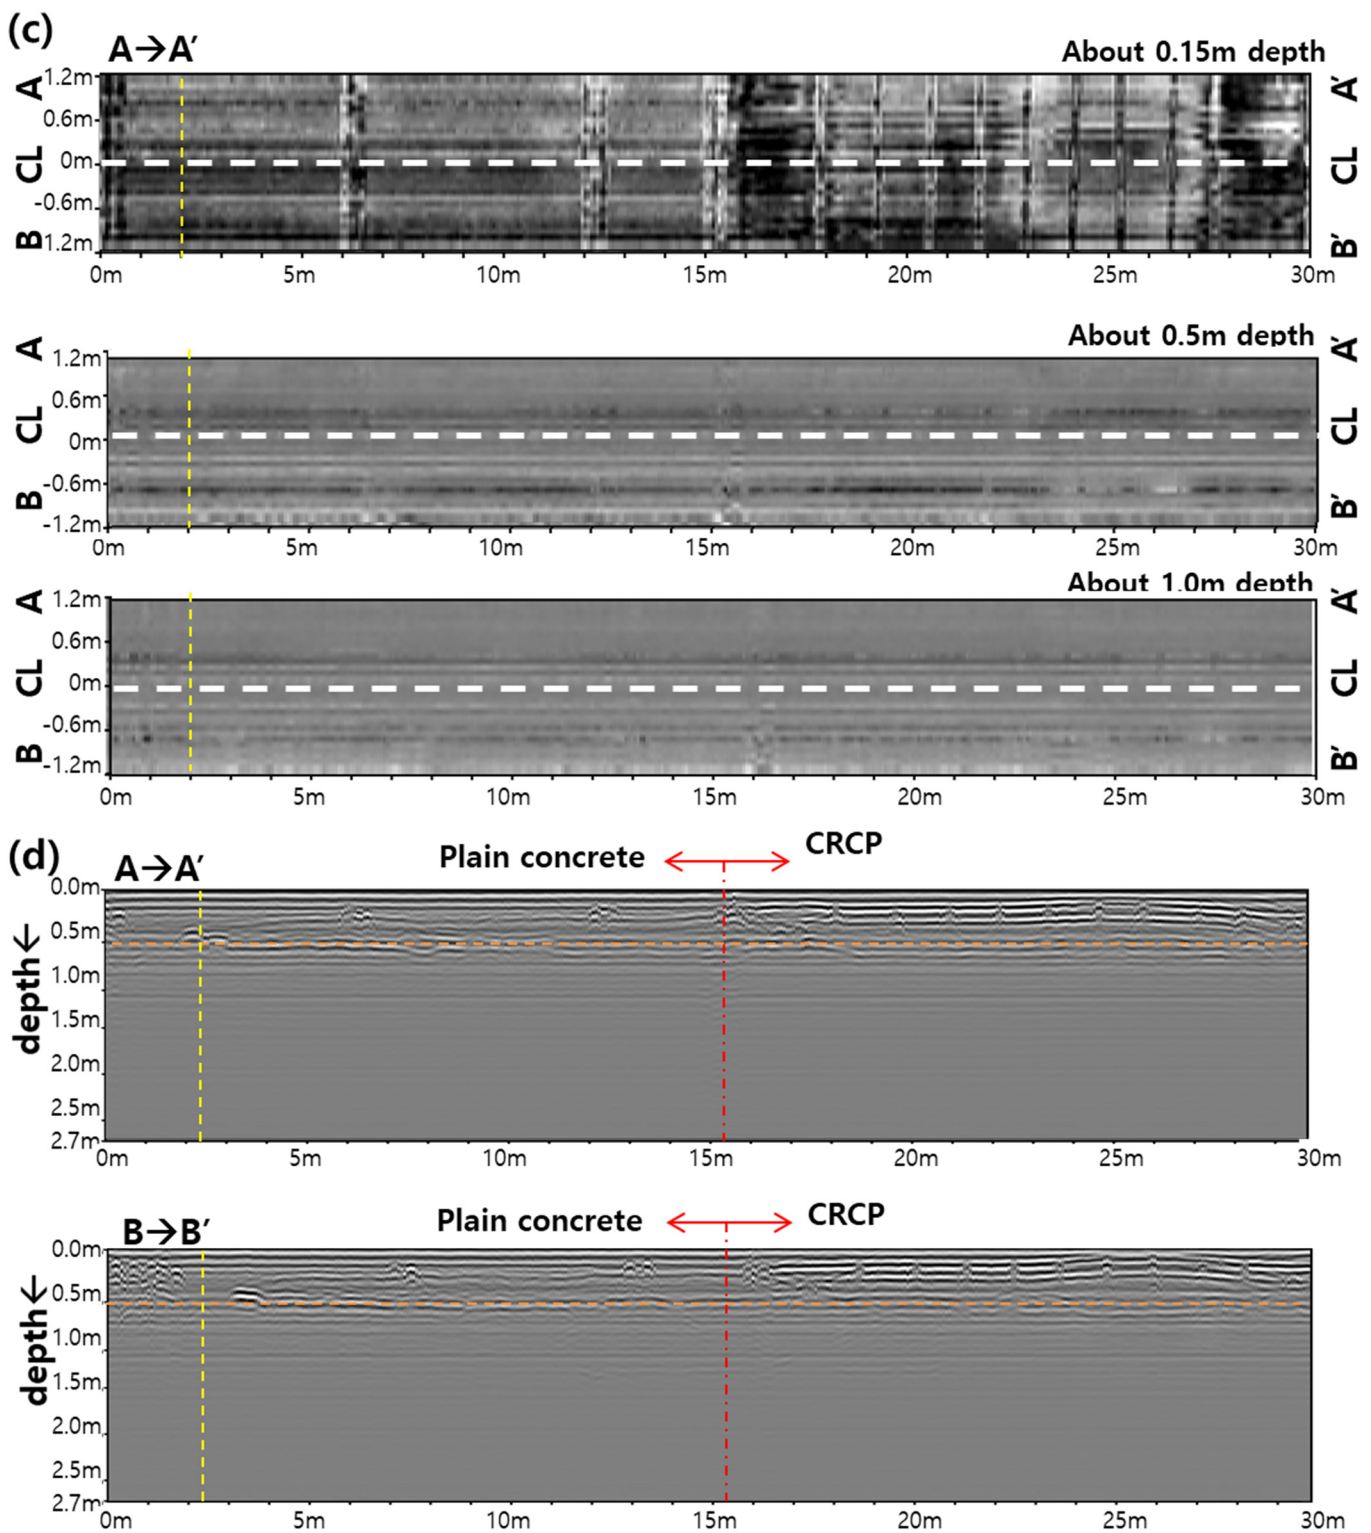 (c)
A→A′
About 0.15m depth
A
CL
B
1.2m
0.6m
0m
-0.6m
1.2m
A′
CL
B′
0m 5m 10m 15m 20m 25m 30m
About 0.5m depth
A
CL
B
1.2m
0.6m
0m
-0.6m
-1.2m
A′
CL
B′
0m 5m 10m 15m 20m 25m 30m
About 1.0m depth
A
CL
B
1.2m
0.6m
0m
-0.6m
-1.2m
A′
CL
B′
0m 5m 10m 15m 20m 25m 30m
(d)
A→A′
Plain concrete
CRCP
depth←
0.0m
0.5m
1.0m
1.5m
2.0m
2.5m
2.7m
0m 5m 10m 15m 20m 25m 30m
B→B′
Plain concrete
CRCP
depth←
0.0m
0.5m
1.0m
1.5m
2.0m
2.5m
2.7m
0m 5m 10m 15m 20m 25m 30m